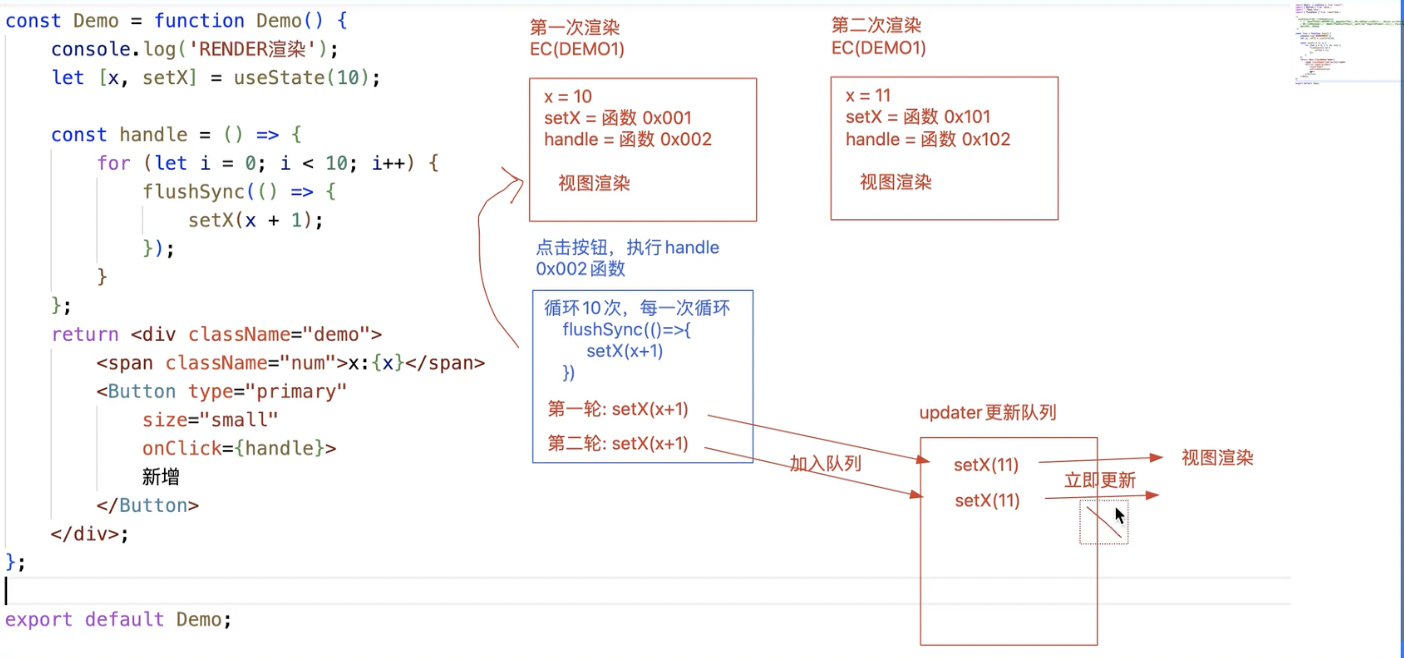 const Demo = function Demo() {
console.log('RENDER渲染');
let [x, setX] = useState(10);
const handle = () => {
for (let i = 0; i < 10; i++) {
flushSync(() => {
setX(x + 1);
});
}
};
return <div className="demo">
<span className="num">x:{x}</span>
<Button type="primary"
size="small"
onClick={handle}>
新增
</Button>
</div>;
};
export default Demo;
第一次渲染
EC(DEMO1)
x = 10
setX = 函数 0x001
handle = 函数 0x002
视图渲染
第二次渲染
EC(DEMO1)
x = 11
setX = 函数 0x101
handle = 函数 0x102
视图渲染
点击按钮，执行handle
0x002函数
循环10次，每一次循环
flushSync(()=>{
setX(x+1)
})
第一轮: setX(x+1)
第二轮: setX(x+1)
加入队列
updater更新队列
setX(11)
setX(11)
立即更新
视图渲染